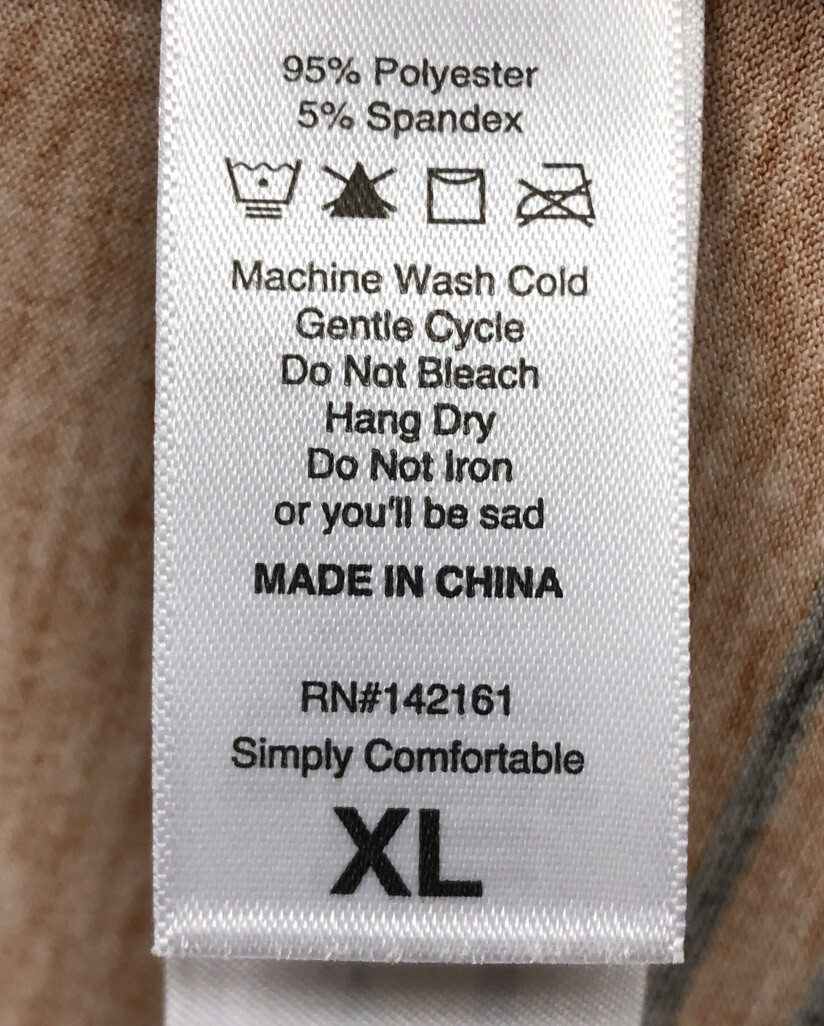 95% Polyester
5% Spandex
Machine Wash Cold
Gentle Cycle
Do Not Bleach
Hang Dry
Do Not Iron
or you'll be sad
MADE IN CHINA
RN#142161
Simply Comfortable
XL